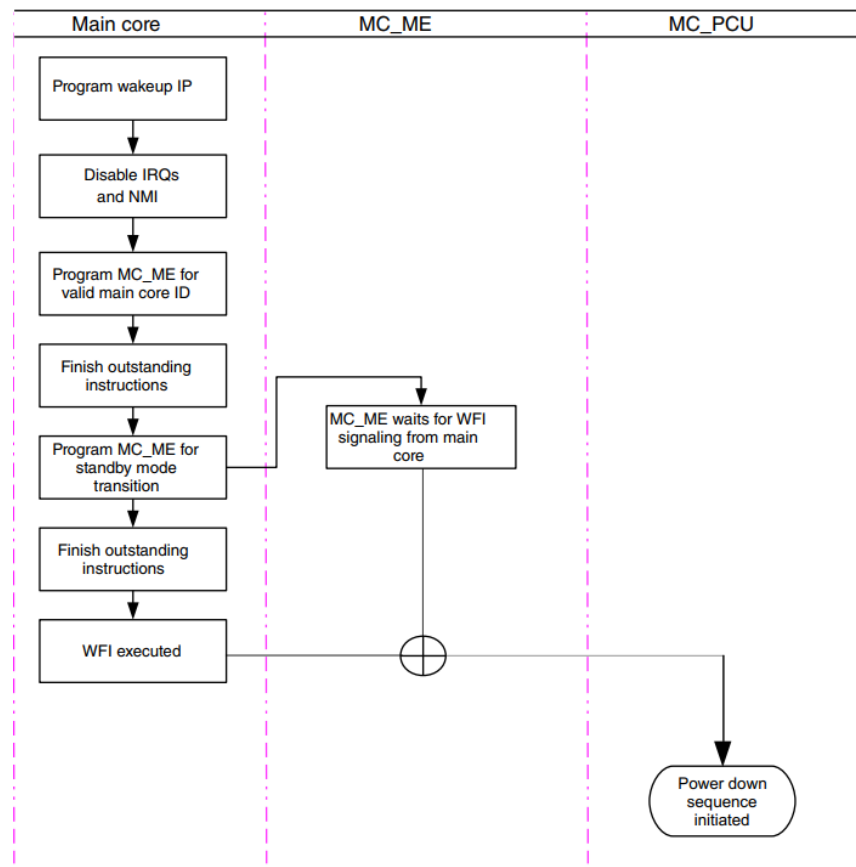 Main core
MC_ME
MC_PCU
Program wakeup IP
Disable IRQs
and NMI
Program MC_ME for
valid main core ID
Finish outstanding
instructions
Program MC_ME for
standby mode
transition
MC_ME waits for WFI
signaling from main
core
Finish outstanding
instructions
WFI executed
Power down
sequence
initiated